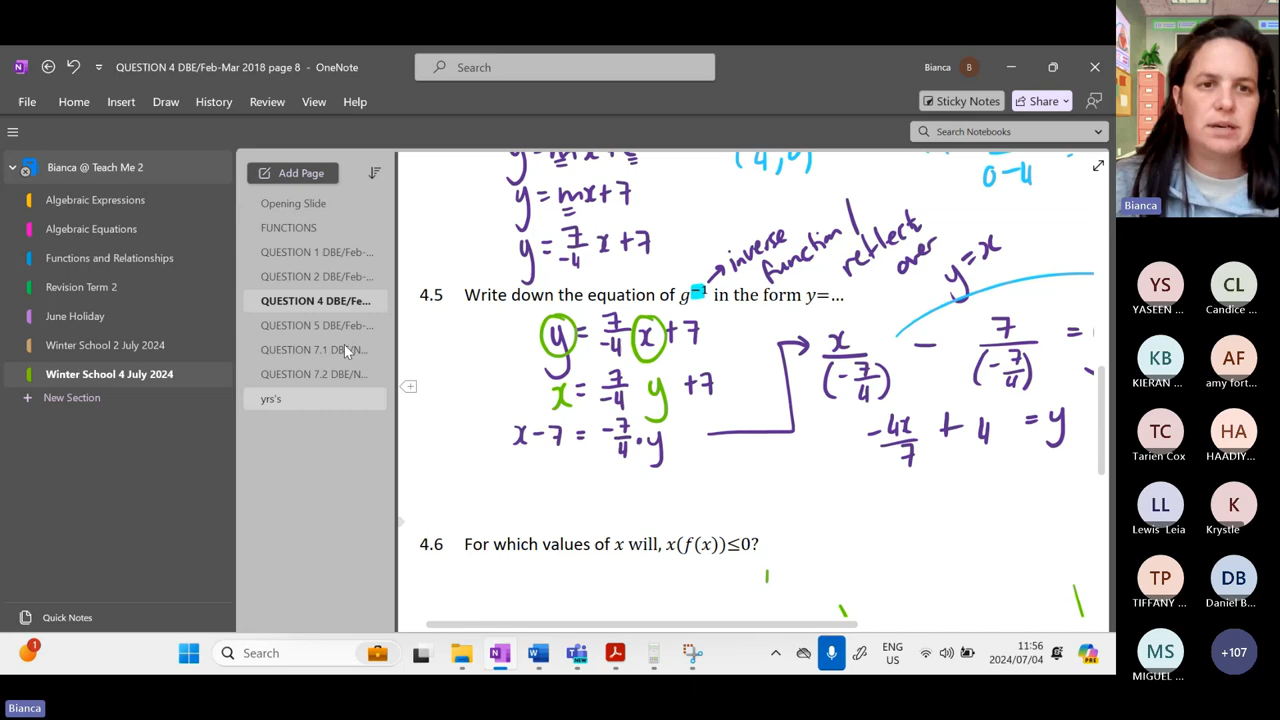 QUESTION 4 DBE/Feb-Mar 2018 page 8 - OneNote
Search
Bianca B
File Home Insert Draw History Review View Help
Sticky Notes Share
Search Notebooks
Bianca @ Teach Me 2
Algebraic Expressions
Algebraic Equations
Functions and Relationships
Revision Term 2
June Holiday
Winter School 2 July 2024
Winter School 4 July 2024
New Section
Quick Notes
Add Page
Opening Slide
FUNCTIONS
QUESTION 1 DBE/Feb-...
QUESTION 2 DBE/Feb-...
QUESTION 4 DBE/Fe...
QUESTION 5 DBE/Feb-...
QUESTION 7.1 DBE/N...
QUESTION 7.2 DBE/N...
yrs's
(4, 0)
0-4
y = mx+7
y = 7/-4 x +7
inverse function / reflect over y=x
4.5 Write down the equation of g⁻¹ in the form y=...
y = 7/-4 x +7
x = 7/-4 y +7
x-7 = -7/4 . y
x/(-7/4) - 7/(-7/4) =
-4x/7 + 4 = y
4.6 For which values of x will, x(f(x))≤0?
Search
ENG
US
11:56
2024/07/04
1
PRE
NEW
Bianca
YS
YASEEN ...
CL
Candice ...
KB
KIERAN ...
AF
amy fort...
TC
Tarien Cox
HA
HAADIY...
LL
Lewis Leia
K
Krystle
TP
TIFFANY ...
DB
Daniel B...
MS
MIGUEL ...
+107
Bianca